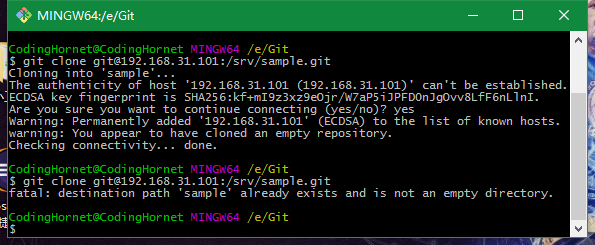 MINGW64:/e/Git
CodingHornet@CodingHornet MINGW64 /e/Git
$ git clone git@192.168.31.101:/srv/sample.git
Cloning into 'sample'...
The authenticity of host '192.168.31.101 (192.168.31.101)' can't be established.
ECDSA key fingerprint is SHA256:kf+mI9z3xz9eOjr/W7aP5iJPFDOnJgOvv8LfF6nLlnI.
Are you sure you want to continue connecting (yes/no)? yes
Warning: Permanently added '192.168.31.101' (ECDSA) to the list of known hosts.
warning: You appear to have cloned an empty repository.
Checking connectivity... done.
CodingHornet@CodingHornet MINGW64 /e/Git
$ git clone git@192.168.31.101:/srv/sample.git
fatal: destination path 'sample' already exists and is not an empty directory.
CodingHornet@CodingHornet MINGW64 /e/Git
$